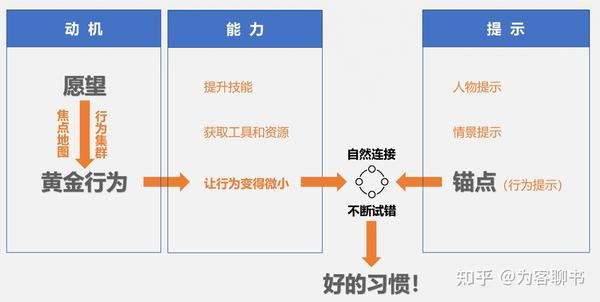 动机
能力
提示
愿望
焦点地图
行为集群
黄金行为
提升技能
获取工具和资源
让行为变得微小
自然连接
不断试错
人物提示
情景提示
锚点（行为提示）
好的习惯！
知乎 @为客聊书